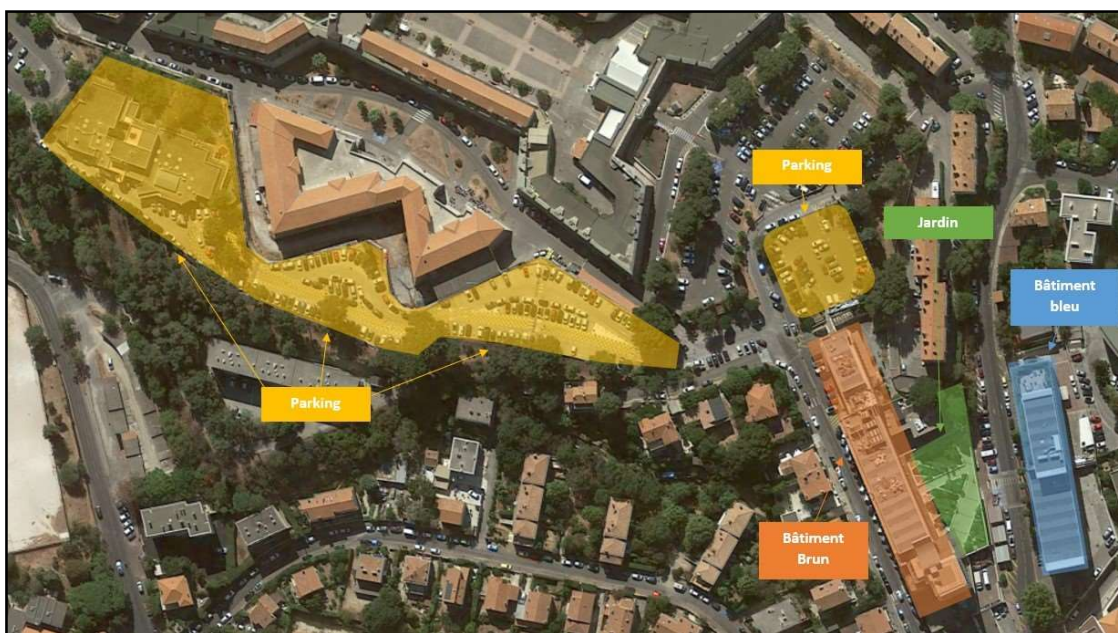 Parking
Jardin
Bâtiment
bleu
Parking
Bâtiment
Brun